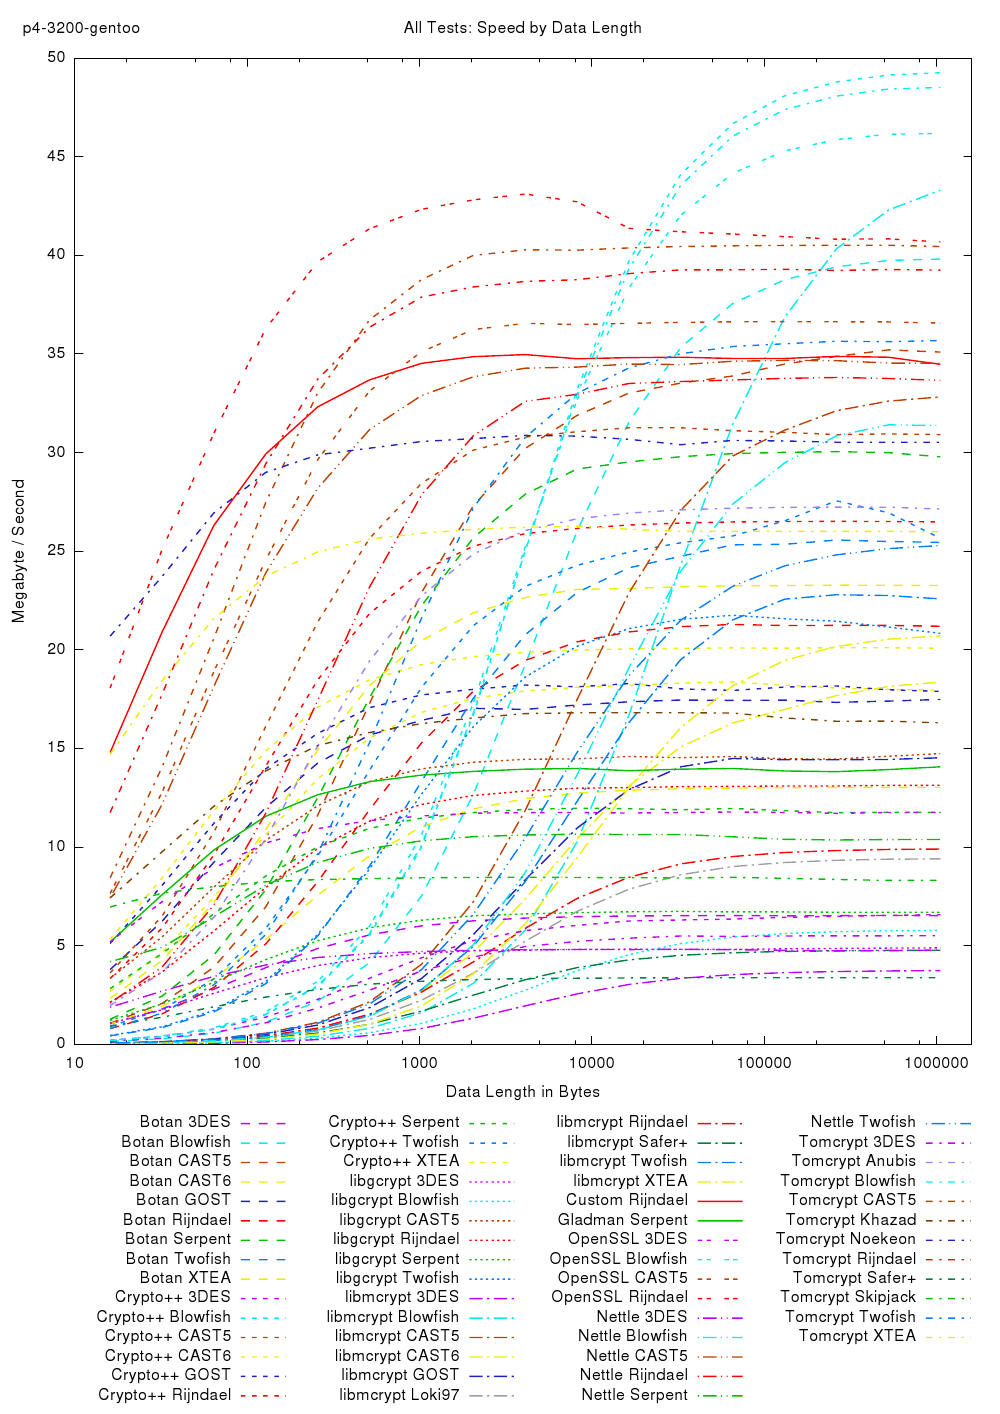 p4-3200-gentoo
All Tests: Speed by Data Length
50
45
40
35
30
25
20
15
10
5
0
Megabyte / Second
10 100 1000 10000 100000 1000000
Data Length in Bytes
Botan 3DES
Botan Blowfish
Botan CAST5
Botan CAST6
Botan GOST
Botan Rijndael
Botan Serpent
Botan Twofish
Botan XTEA
Crypto++ 3DES
Crypto++ Blowfish
Crypto++ CAST5
Crypto++ CAST6
Crypto++ GOST
Crypto++ Rijndael
Crypto++ Serpent
Crypto++ Twofish
Crypto++ XTEA
libgcrypt 3DES
libgcrypt Blowfish
libgcrypt CAST5
libgcrypt Rijndael
libgcrypt Serpent
libgcrypt Twofish
libmcrypt 3DES
libmcrypt Blowfish
libmcrypt CAST5
libmcrypt CAST6
libmcrypt GOST
libmcrypt Loki97
libmcrypt Rijndael
libmcrypt Safer+
libmcrypt Twofish
libmcrypt XTEA
Custom Rijndael
Gladman Serpent
OpenSSL 3DES
OpenSSL Blowfish
OpenSSL CAST5
OpenSSL Rijndael
Nettle 3DES
Nettle Blowfish
Nettle CAST5
Nettle Rijndael
Nettle Serpent
Nettle Twofish
Tomcrypt 3DES
Tomcrypt Anubis
Tomcrypt Blowfish
Tomcrypt CAST5
Tomcrypt Khazad
Tomcrypt Noekeon
Tomcrypt Rijndael
Tomcrypt Safer+
Tomcrypt Skipjack
Tomcrypt Twofish
Tomcrypt XTEA